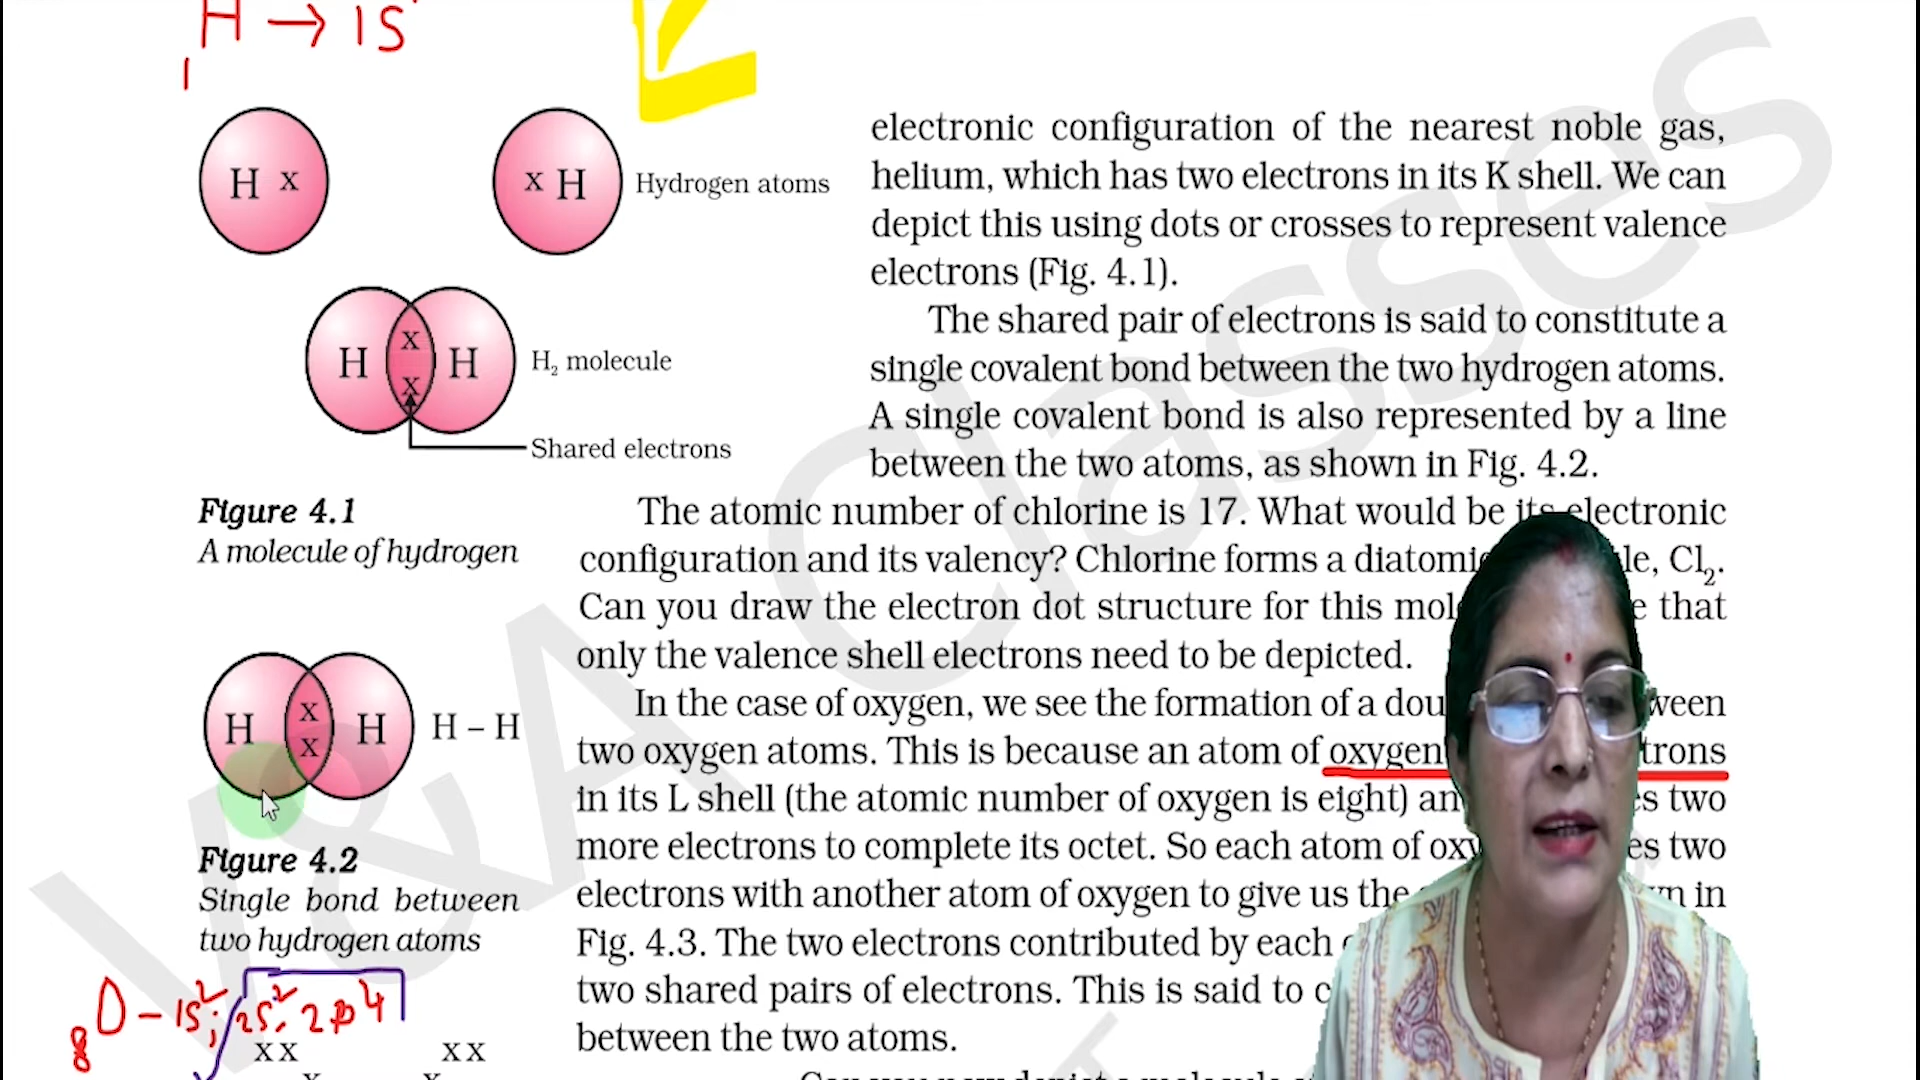 H → 1S
1
H x
x H
Hydrogen atoms
H x x H
H₂ molecule
Shared electrons
Figure 4.1
A molecule of hydrogen
H x x H
H – H
Figure 4.2
Single bond between
two hydrogen atoms
₈O – 1S²; 2S² 2p⁴
xx xx
x x
electronic configuration of the nearest noble gas,
helium, which has two electrons in its K shell. We can
depict this using dots or crosses to represent valence
electrons (Fig. 4.1).
The shared pair of electrons is said to constitute a
single covalent bond between the two hydrogen atoms.
A single covalent bond is also represented by a line
between the two atoms, as shown in Fig. 4.2.
The atomic number of chlorine is 17. What would be its electronic
configuration and its valency? Chlorine forms a diatomic Cl₂.
Can you draw the electron dot structure for this that
only the valence shell electrons need to be depicted.
In the case of oxygen, we see the formation of a
two oxygen atoms. This is because an atom of oxygen
in its L shell (the atomic number of oxygen is eight) two
more electrons to complete its octet. So each atom of two
electrons with another atom of oxygen to give us the in
Fig. 4.3. The two electrons contributed by each
two shared pairs of electrons. This is said to
between the two atoms.
Can you now depict a molecule
V&A Classes